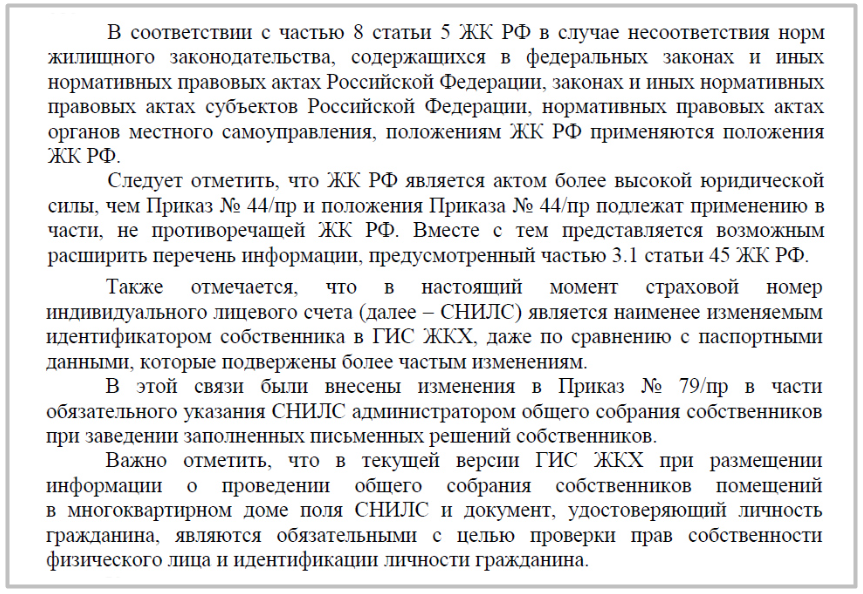 В соответствии с частью 8 статьи 5 ЖК РФ в случае несоответствия норм
жилищного законодательства, содержащихся в федеральных законах и иных
нормативных правовых актах Российской Федерации, законах и иных нормативных
правовых актах субъектов Российской Федерации, нормативных правовых актах
органов местного самоуправления, положениям ЖК РФ применяются положения
ЖК РФ.
Следует отметить, что ЖК РФ является актом более высокой юридической
силы, чем Приказ № 44/пр и положения Приказа № 44/пр подлежат применению в
части, не противоречащей ЖК РФ. Вместе с тем представляется возможным
расширить перечень информации, предусмотренный частью 3.1 статьи 45 ЖК РФ.
Также отмечается, что в настоящий момент страховой номер
индивидуального лицевого счета (далее – СНИЛС) является наименее изменяемым
идентификатором собственника в ГИС ЖКХ, даже по сравнению с паспортными
данными, которые подвержены более частым изменениям.
В этой связи были внесены изменения в Приказ № 79/пр в части
обязательного указания СНИЛС администратором общего собрания собственников
при заведении заполненных письменных решений собственников.
Важно отметить, что в текущей версии ГИС ЖКХ при размещении
информации о проведении общего собрания собственников помещений
в многоквартирном доме поля СНИЛС и документ, удостоверяющий личность
гражданина, являются обязательными с целью проверки прав собственности
физического лица и идентификации личности гражданина.